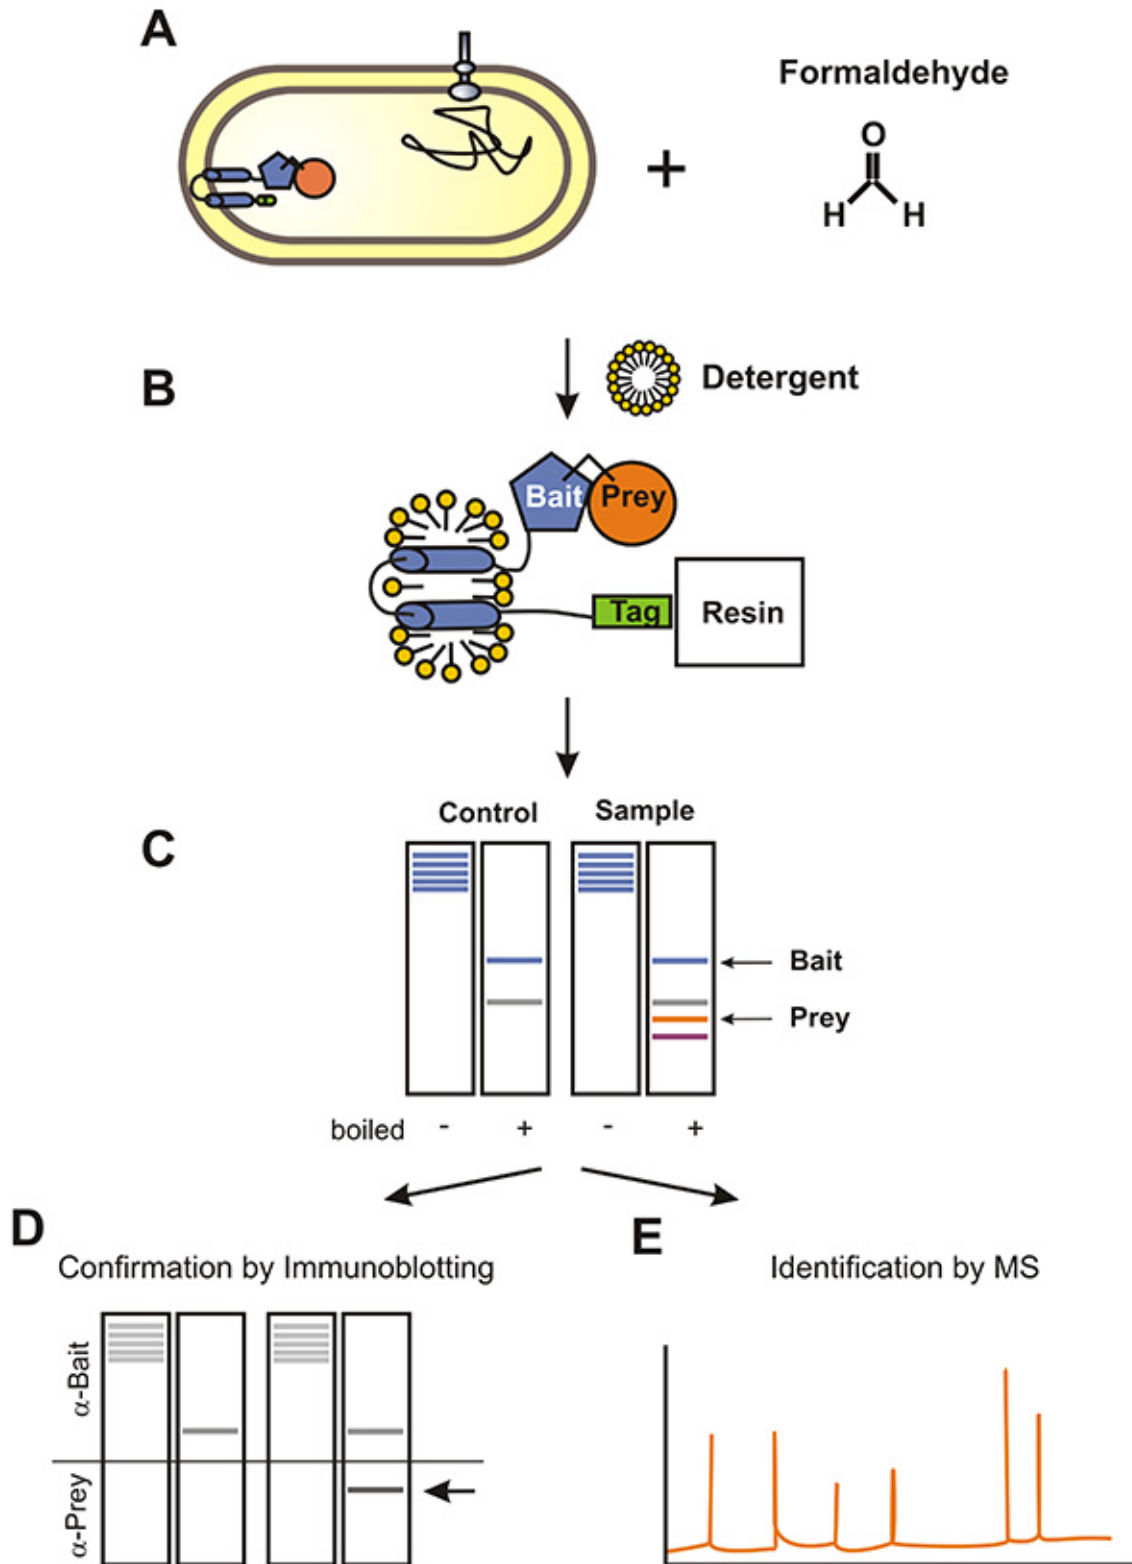 A
Formaldehyde
O
H H
+
B
Detergent
Bait Prey
Tag Resin
Control Sample
C
Bait
Prey
boiled - + - +
D
Confirmation by Immunoblotting
α-Bait
α-Prey
E
Identification by MS